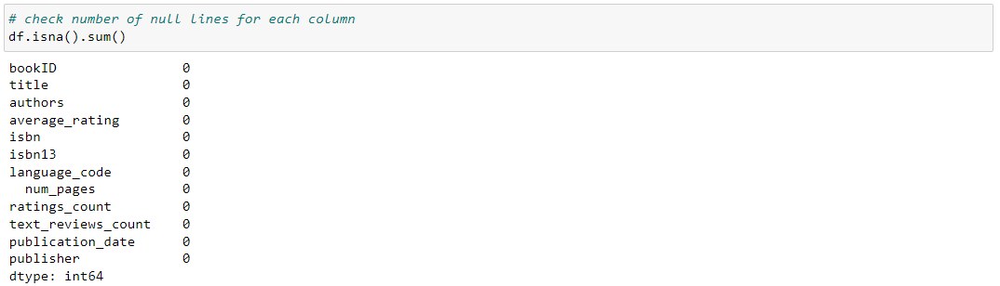 # check number of null lines for each column
df.isna().sum()
bookID                 0
title                  0
authors                0
average_rating         0
isbn                   0
isbn13                 0
language_code          0
  num_pages            0
ratings_count          0
text_reviews_count     0
publication_date       0
publisher              0
dtype: int64